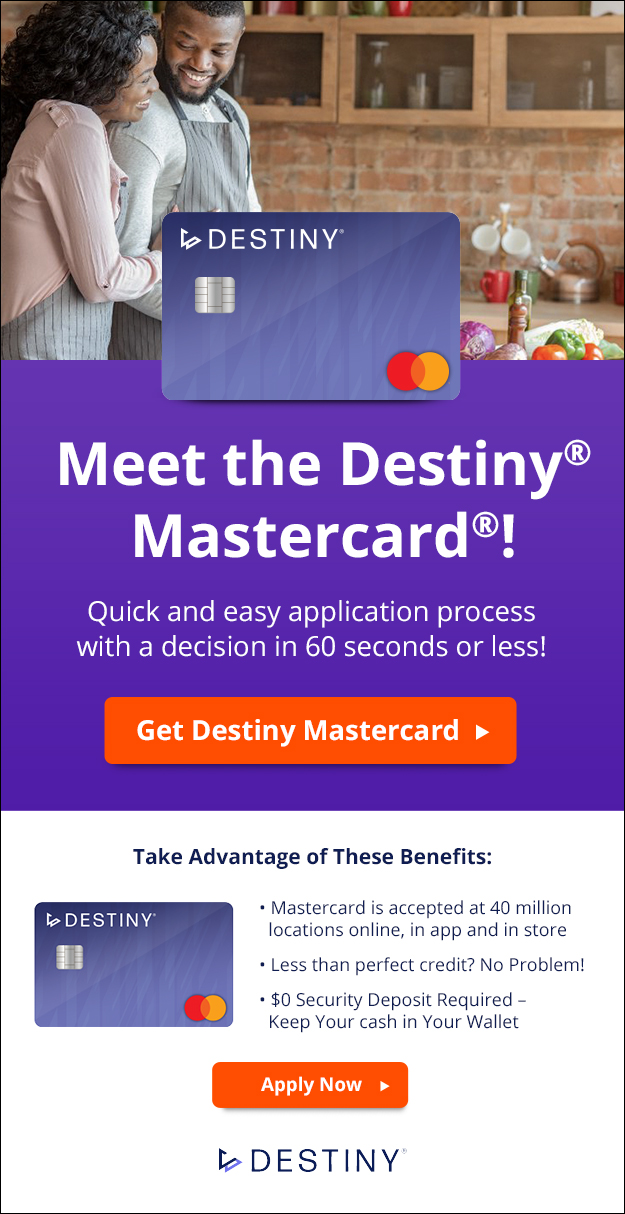 DESTINY®
Meet the Destiny®
Mastercard®!
Quick and easy application process
with a decision in 60 seconds or less!
Get Destiny Mastercard
Take Advantage of These Benefits:
DESTINY®
• Mastercard is accepted at 40 million
locations online, in app and in store
• Less than perfect credit? No Problem!
• $0 Security Deposit Required –
Keep Your cash in Your Wallet
Apply Now
DESTINY®